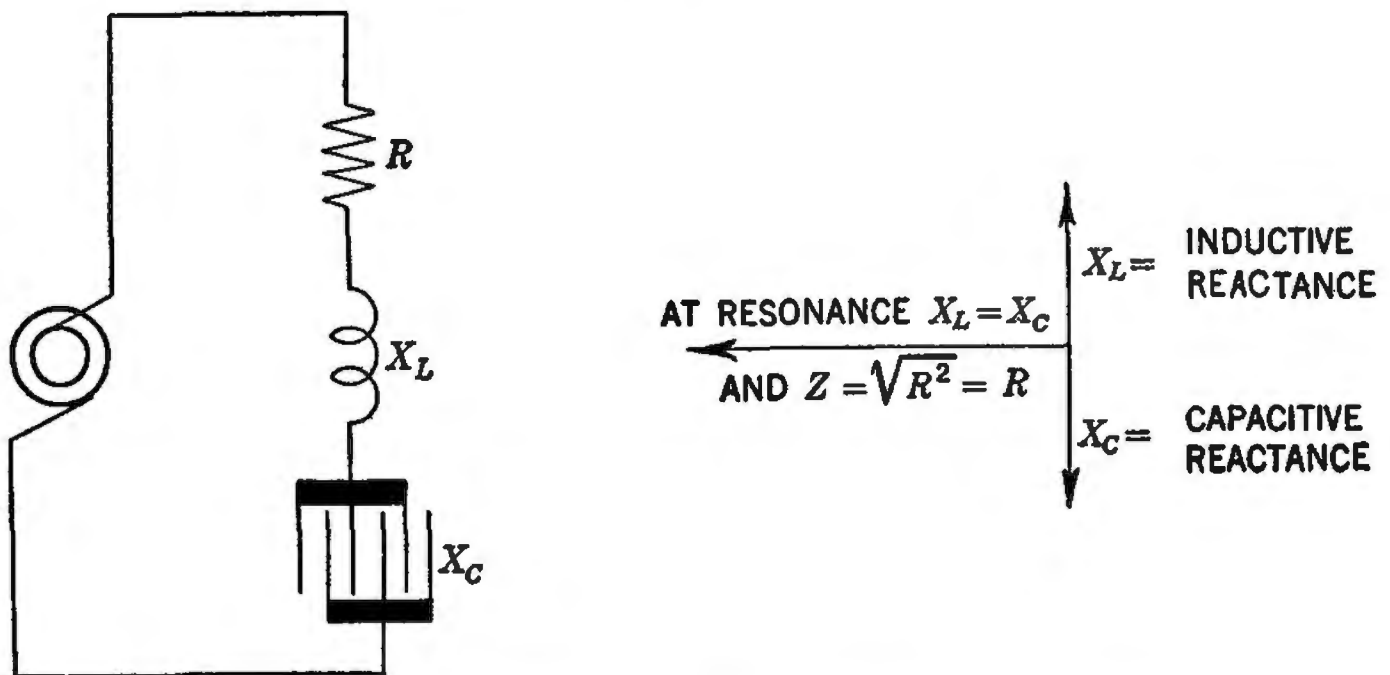 R
X_L
X_C
AT RESONANCE X_L = X_C
AND Z = √R² = R
X_L = INDUCTIVE
REACTANCE
X_C = CAPACITIVE
REACTANCE